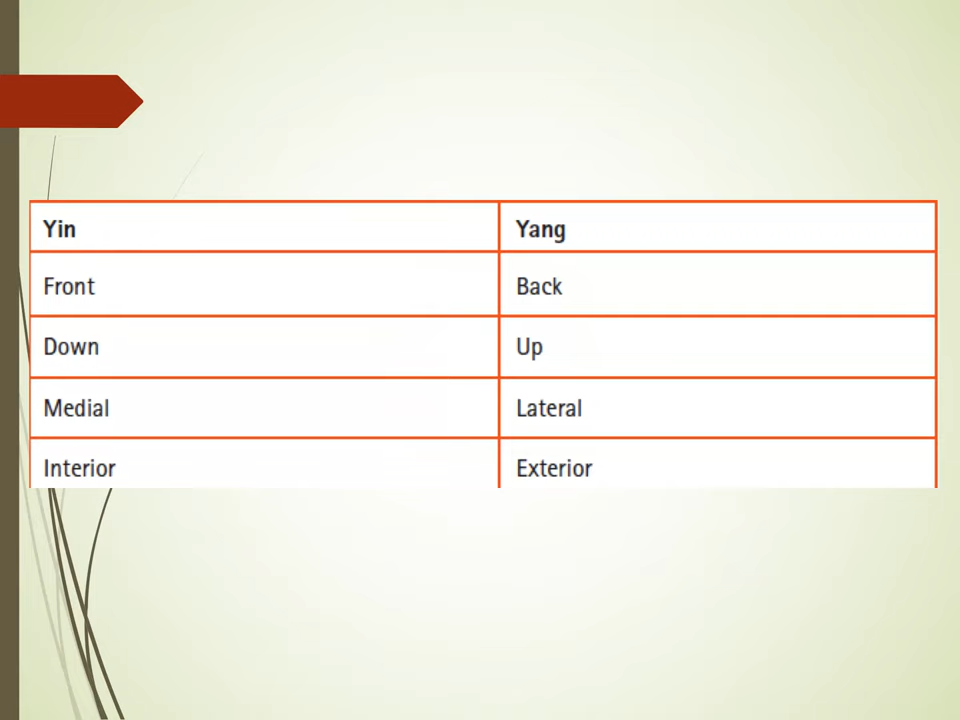 Yin Yang
Front Back
Down Up
Medial Lateral
Interior Exterior